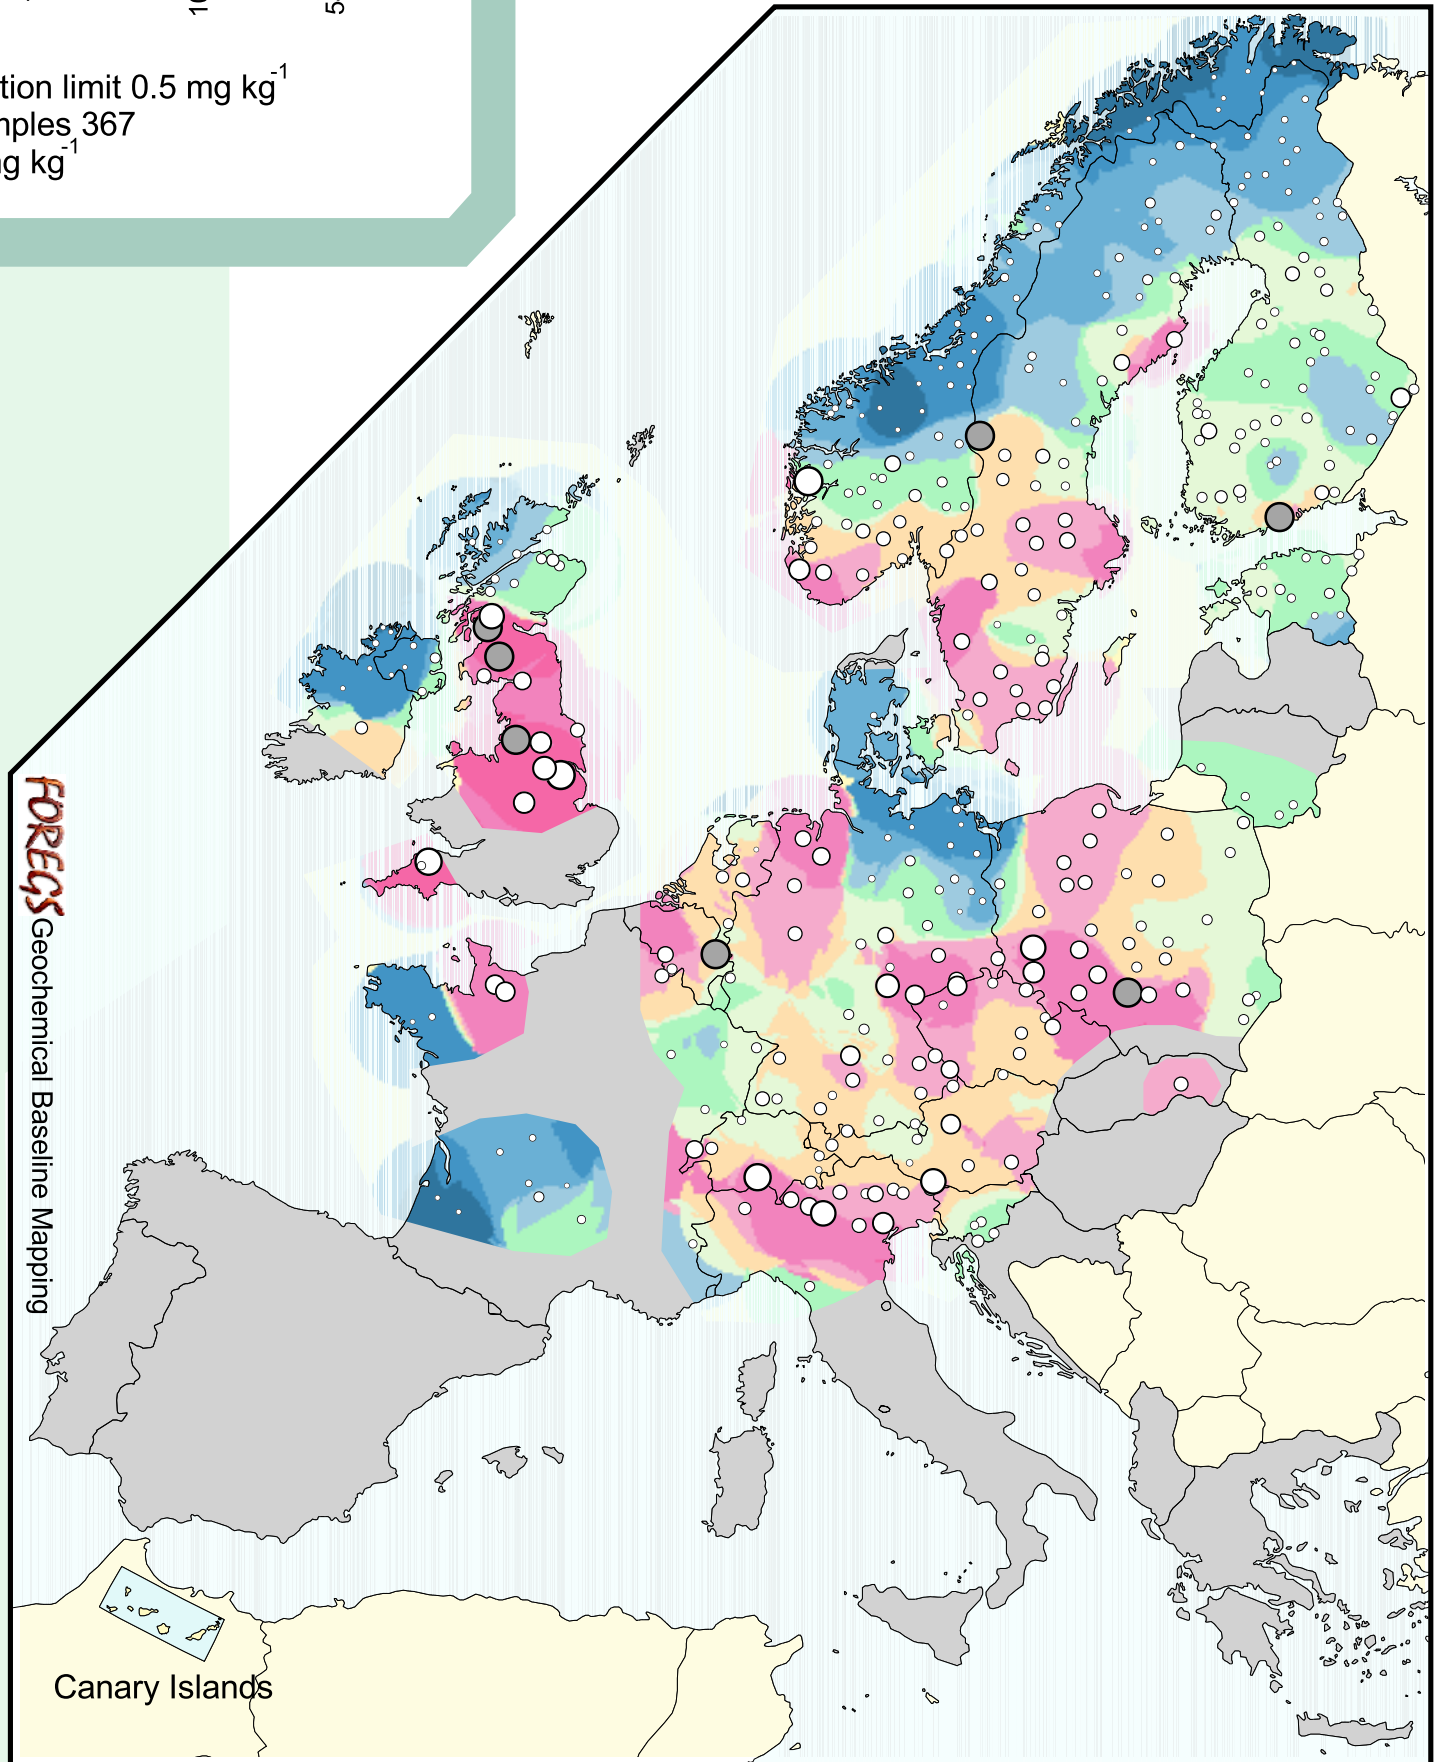 tion limit 0.5 mg kg-1
nples 367
g kg-1
FOREGS Geochemical Baseline Mapping
Canary Islands